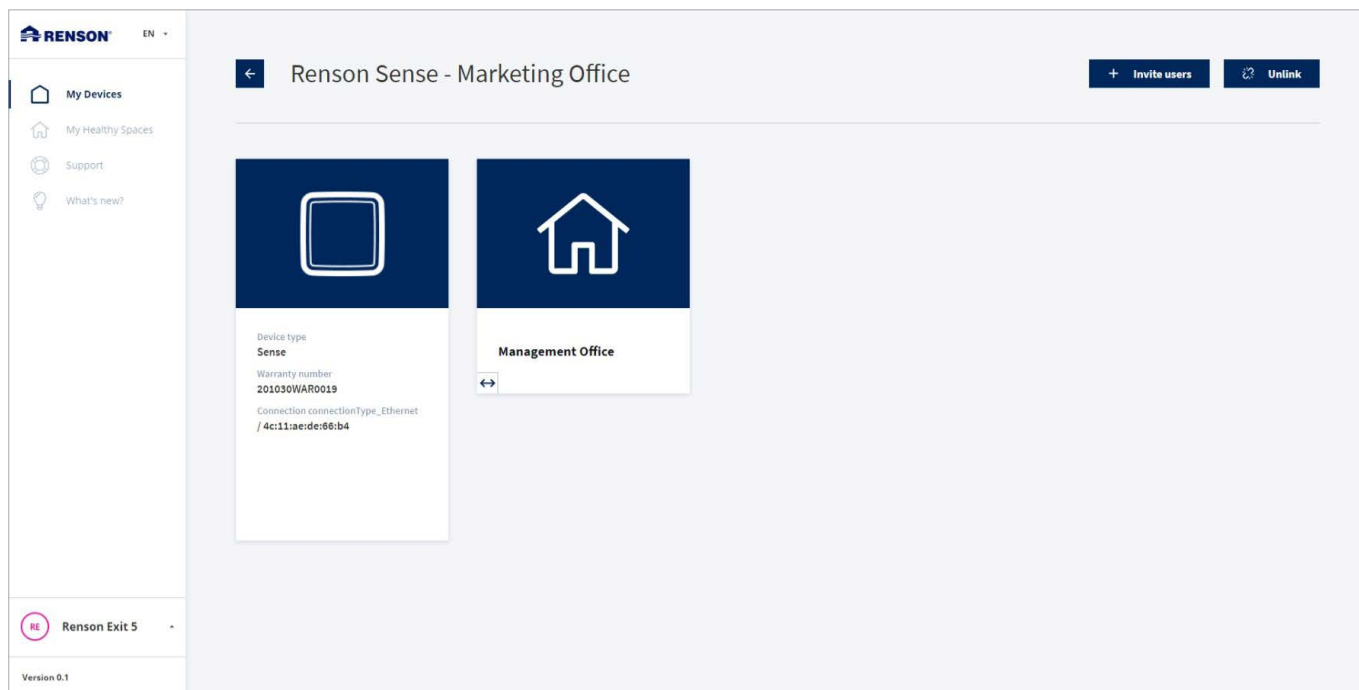 RENSON®
EN
My Devices
My Healthy Spaces
Support
What's new?
Renson Exit 5
RE
Version 0.1
Renson Sense - Marketing Office
+ Invite users
Unlink
Device type
Sense
Warranty number
201030WAR0019
Connection connectionType_Ethernet
/ 4c:11:ae:de:66:b4
Management Office